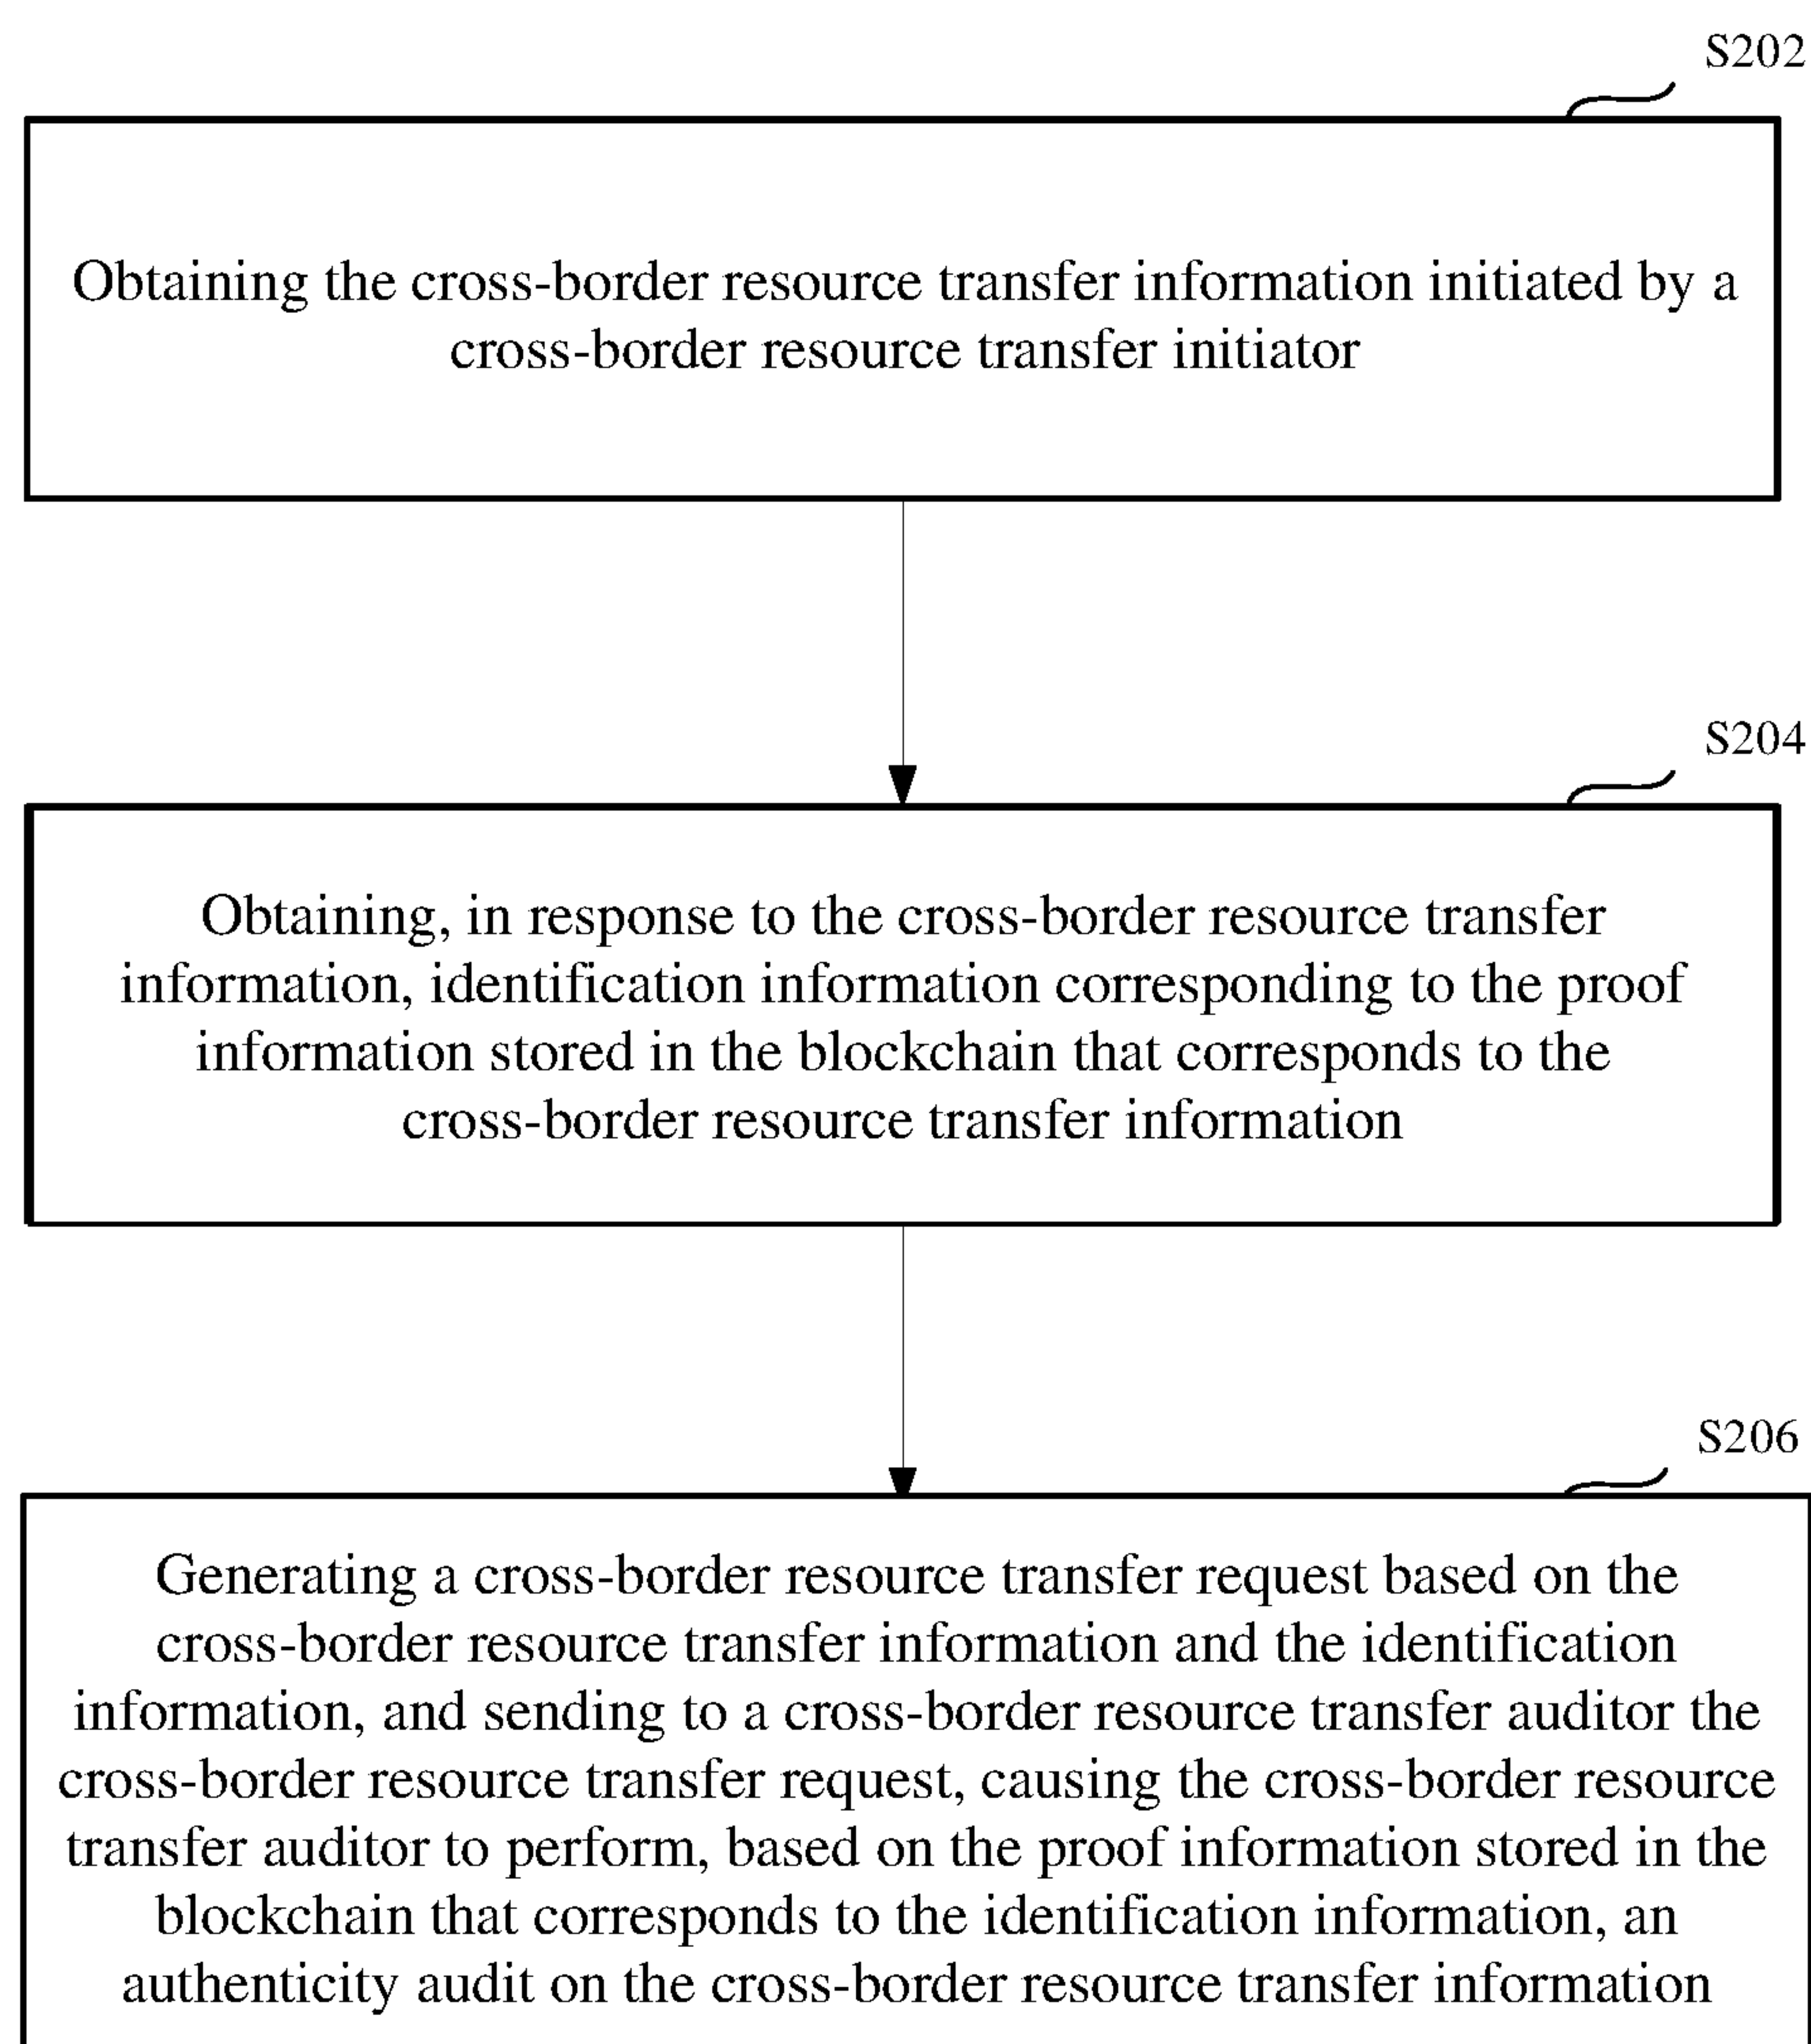 S202
Obtaining the cross-border resource transfer information initiated by a
cross-border resource transfer initiator
S204
Obtaining, in response to the cross-border resource transfer
information, identification information corresponding to the proof
information stored in the blockchain that corresponds to the
cross-border resource transfer information
S206
Generating a cross-border resource transfer request based on the
cross-border resource transfer information and the identification
information, and sending to a cross-border resource transfer auditor the
cross-border resource transfer request, causing the cross-border resource
transfer auditor to perform, based on the proof information stored in the
blockchain that corresponds to the identification information, an
authenticity audit on the cross-border resource transfer information